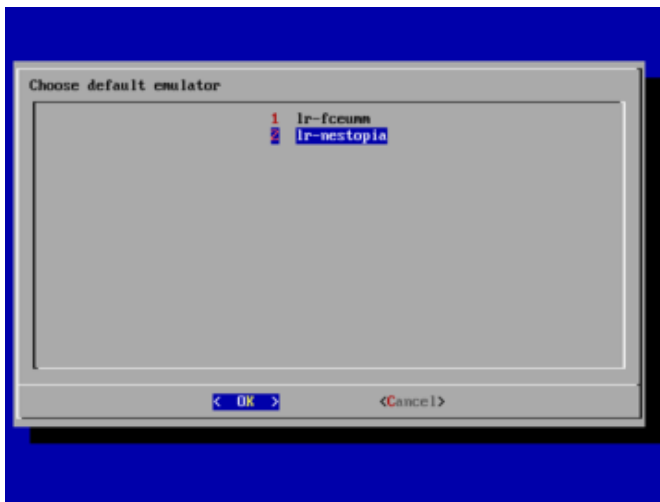 Choose default emulator
1 lr-fceumm
2 lr-nestopia
< OK > <Cancel>